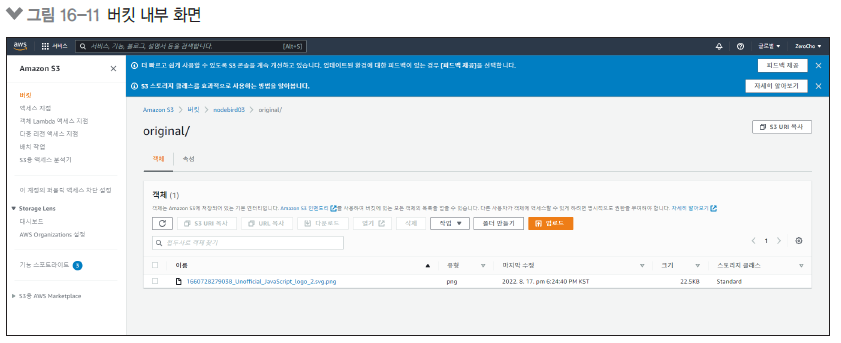 그림 16-11 버킷 내부 화면
aws 서비스 서비스, 기능, 블로그, 설명서 등을 검색합니다. [Alt+S] 글로벌 ZeroCho
Amazon S3
버킷
액세스 지점
객체 Lambda 액세스 지점
다중 리전 액세스 지점
배치 작업
S3용 액세스 분석기
이 계정의 퍼블릭 액세스 차단 설정
Storage Lens
대시보드
AWS Organizations 설정
기능 스포트라이트 3
S3용 AWS Marketplace
더 빠르고 쉽게 사용할 수 있도록 S3 콘솔을 계속 개선하고 있습니다. 업데이트된 환경에 대한 피드백이 있는 경우 [피드백 제공]을 선택합니다. 피드백 제공
S3 스토리지 클래스를 효과적으로 사용하는 방법을 알아봅니다. 자세히 알아보기
Amazon S3 > 버킷 > nodebird03 > original/
original/
S3 URI 복사
객체 속성
객체 (1)
객체는 Amazon S3에 저장되어 있는 기본 엔터티입니다. Amazon S3 인벤토리를 사용하여 버킷에 있는 모든 객체의 목록을 얻을 수 있습니다. 다른 사용자가 객체에 액세스할 수 있게 하려면 명시적으로 권한을 부여해야 합니다. 자세히 알아보기
S3 URI 복사 URL 복사 다운로드 열기 삭제 작업 폴더 만들기 업로드
접두사로 객체 찾기
1
이름 유형 마지막 수정 크기 스토리지 클래스
1660728279038_Unofficial_JavaScript_logo_2.svg.png png 2022. 8. 17. pm 6:24:40 PM KST 22.5KB Standard